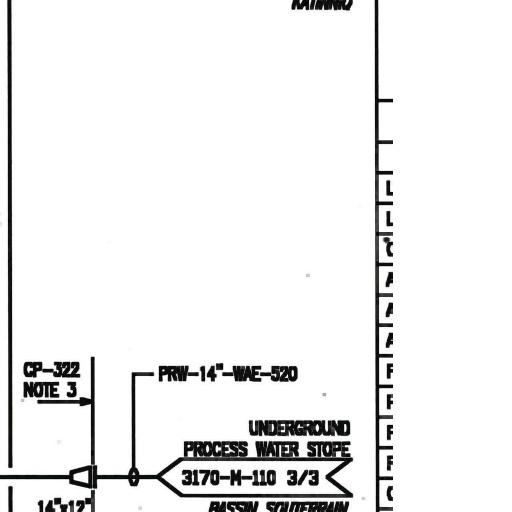 KATINNIQ
L
L
A
A
A
F
F
F
F
CP-322
NOTE 3
PRW-14"-WAE-520
UNDERGROUND
PROCESS WATER STOPE
3170-M-110 3/3
14"x12"
BASSIN SOUTERRAIN